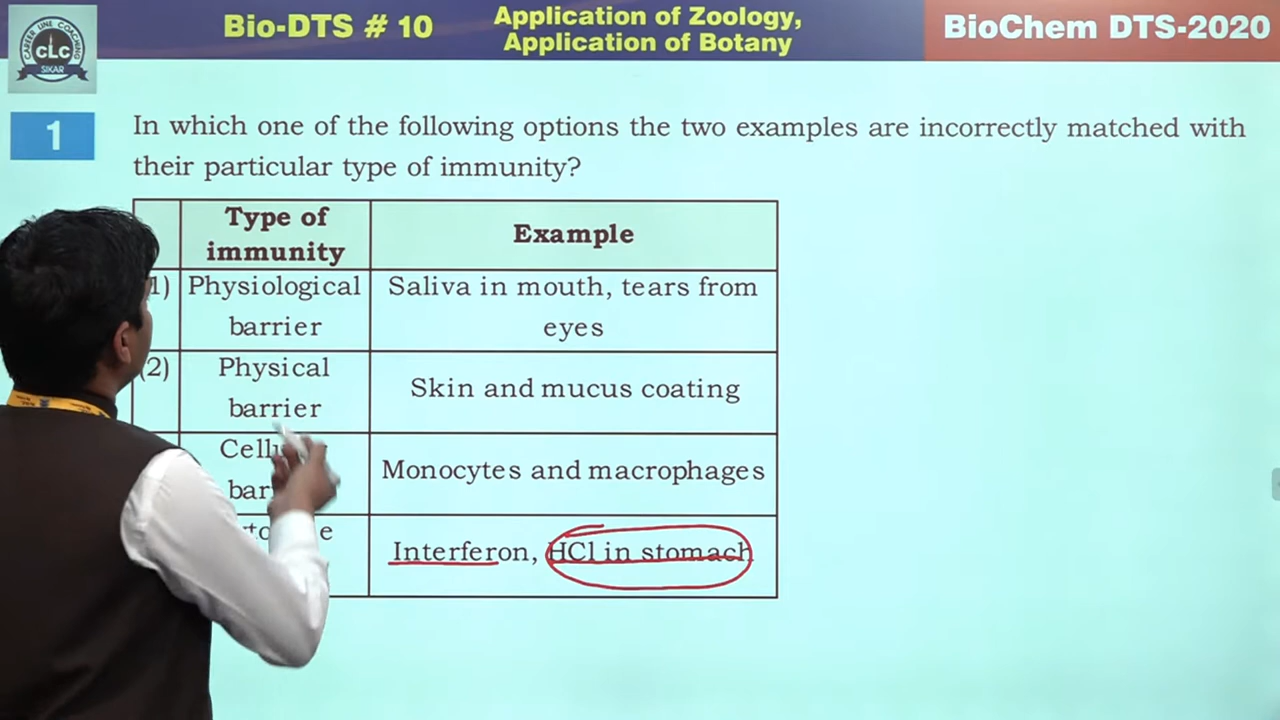 Bio-DTS # 10
Application of Zoology,
Application of Botany
BioChem DTS-2020
CAREER LINE COACHING
CLC
SIKAR
1
In which one of the following options the two examples are incorrectly matched with
their particular type of immunity?
Type of
immunity
Example
1)
Physiological
barrier
Saliva in mouth, tears from
eyes
(2)
Physical
barrier
Skin and mucus coating
Monocytes and macrophages
Interferon, HCl in stomach